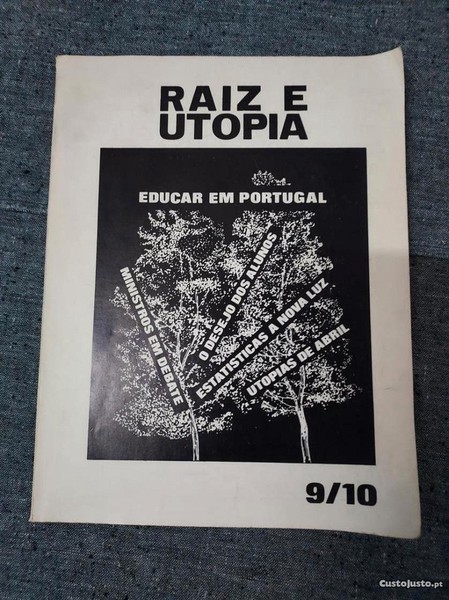 RAIZ E
UTOPIA
EDUCAR EM PORTUGAL
MINISTROS EM DEBATE
O DESEJO DOS ALUNOS
ESTATISTICAS A NOVA LUZ
UTOPIAS DE ABRIL
9/10
CustoJusto.pt